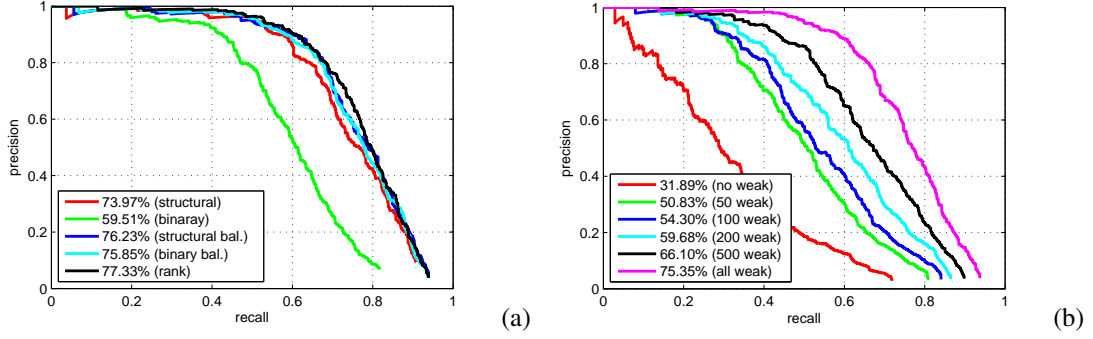 1
0.8
0.6
0.4
0.2
0
precision
73.97% (structural)
59.51% (binaray)
76.23% (structural bal.)
75.85% (binary bal.)
77.33% (rank)
0 0.2 0.4 0.6 0.8 1
recall
(a)
1
0.8
0.6
0.4
0.2
0
precision
31.89% (no weak)
50.83% (50 weak)
54.30% (100 weak)
59.68% (200 weak)
66.10% (500 weak)
75.35% (all weak)
0 0.2 0.4 0.6 0.8 1
recall
(b)